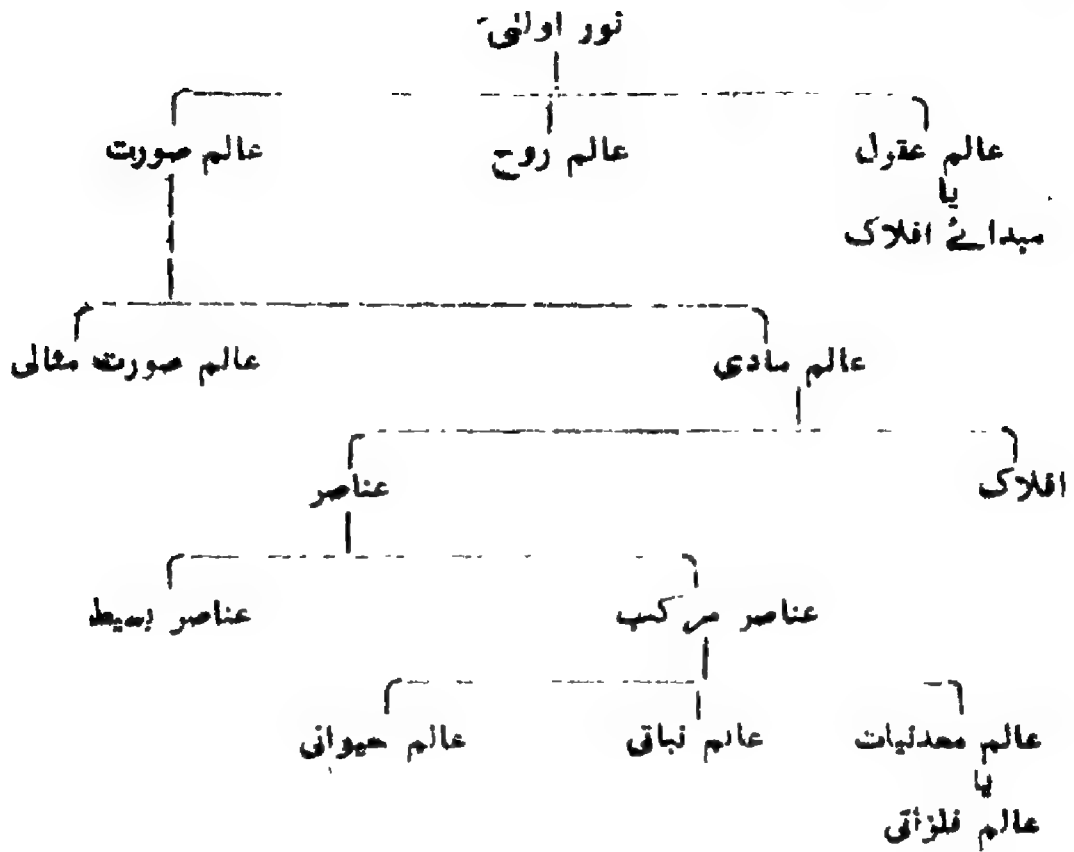 نور اولیٰ
عالم عقول عالم روح عالم صورت
یا
مبدائے افلاک
عالم مادی عالم صورت مثالی
افلاک عناصر
عناصر مرکب عناصر بسیط
عالم معدنیات عالم نباتی عالم حیوانی
یا
عالم فلزاتی